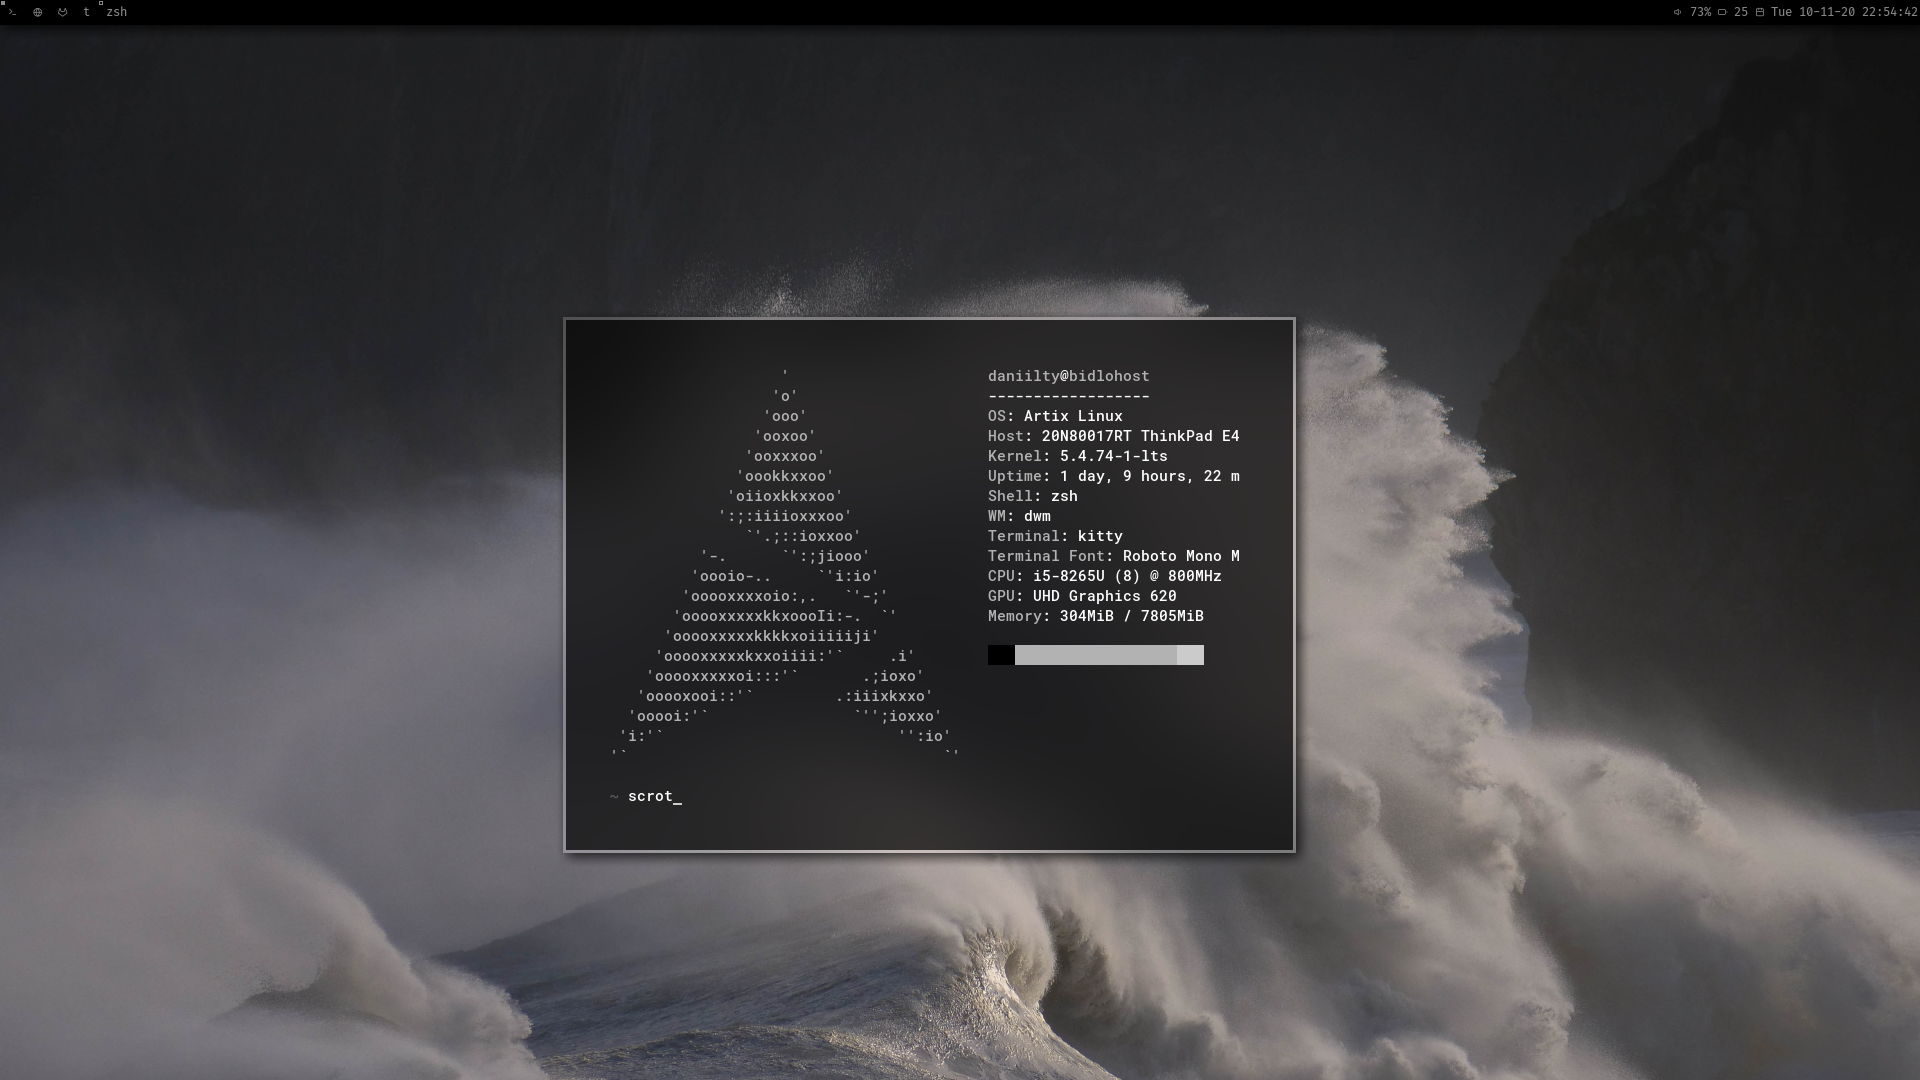 t zsh 73% 25 Tue 10-11-20 22:54:42
'
'o'
'ooo'
'ooxoo'
'ooxxxoo'
'oookkxxoo'
'oiioxkkxxoo'
':;:iiiioxxxoo'
`'.;::ioxxoo'
'-.      `':;jiooo'
'oooio-..     `'i:io'
'ooooxxxxoio:,.   `'-;'
'ooooxxxxxkkxoooIi:-.  `'
'ooooxxxxxkkkkxoiiiiiji'
'ooooxxxxxkxxoiiii:'`     .i'
'ooooxxxxxoi:::'`       .;ioxo'
'ooooxooi::'`         .:iiixkxxo'
'ooooi:'`                `'';ioxxo'
'i:'`                          '':io'
'`                                   `'
daniilty@bidlohost
------------------
OS: Artix Linux
Host: 20N80017RT ThinkPad E4
Kernel: 5.4.74-1-lts
Uptime: 1 day, 9 hours, 22 m
Shell: zsh
WM: dwm
Terminal: kitty
Terminal Font: Roboto Mono M
CPU: i5-8265U (8) @ 800MHz
GPU: UHD Graphics 620
Memory: 304MiB / 7805MiB
~ scrot_